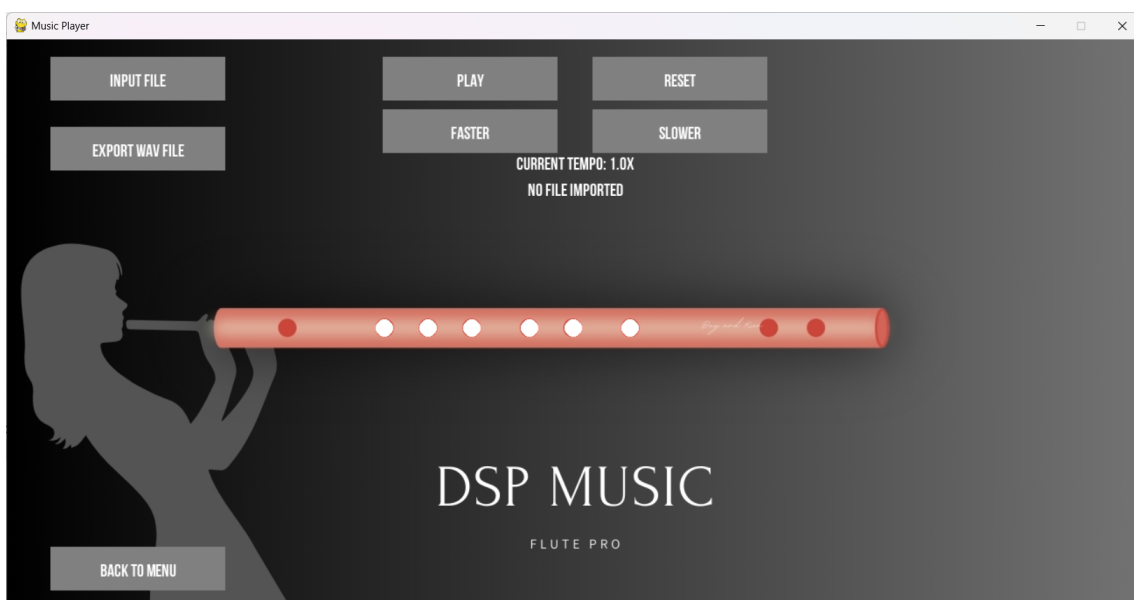 Music Player
INPUT FILE
PLAY
RESET
EXPORT WAV FILE
FASTER
SLOWER
CURRENT TEMPO: 1.0X
NO FILE IMPORTED
DSP MUSIC
FLUTE PRO
BACK TO MENU